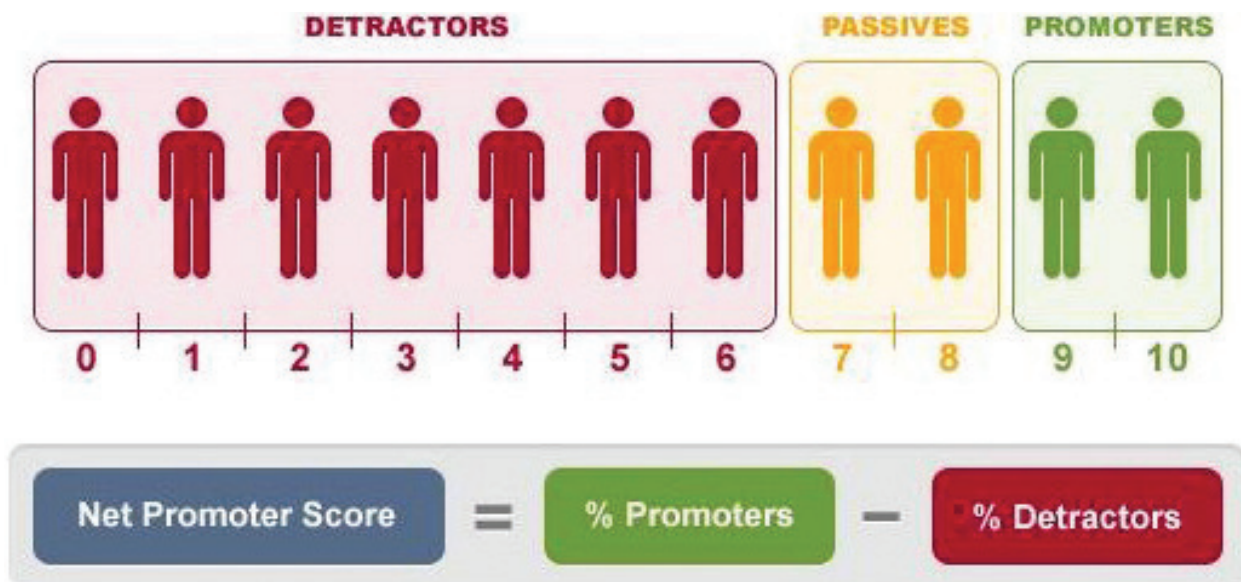 DETRACTORS PASSIVES PROMOTERS
0 1 2 3 4 5 6 7 8 9 10
Net Promoter Score = % Promoters — % Detractors